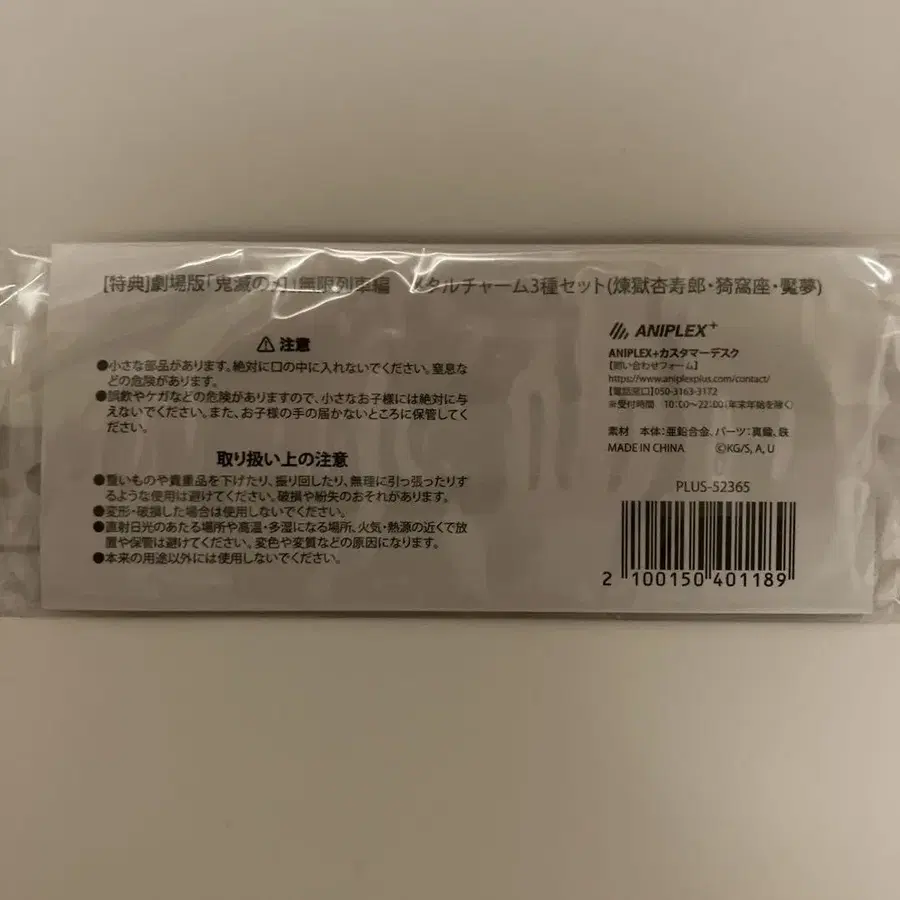 [特典]劇場版「鬼滅の刃」無限列車編 メタルチャーム3種セット(煉獄杏寿郎・猗窩座・魘夢)
⚠ 注意
●小さな部品があります。絶対に口の中に入れないでください。窒息な
どの危険があります。
●誤飲やケガなどの危険がありますので、小さなお子様には絶対に与
えないでください。また、お子様の手の届かないところに保管してく
ださい。
取り扱い上の注意
●重いものや貴重品を下げたり、振り回したり、無理に引っ張ったりす
るような使用は避けてください。破損や紛失のおそれがあります。
●変形・破損した場合は使用しないでください。
●直射日光のあたる場所や高温・多湿になる場所、火気・熱源の近くで放
置や保管は避けてください。変色や変質などの原因になります。
●本来の用途以外には使用しないでください。
ANIPLEX+
ANIPLEX+カスタマーデスク
【問い合わせフォーム】
https://www.aniplexplus.com/contact/
【電話窓口】050-3163-3172
※受付時間 10:00〜22:00(年末年始を除く)
素材 本体:亜鉛合金、パーツ:真鍮、鉄
MADE IN CHINA ©KG/S, A, U
PLUS-52365
2 100150 401189